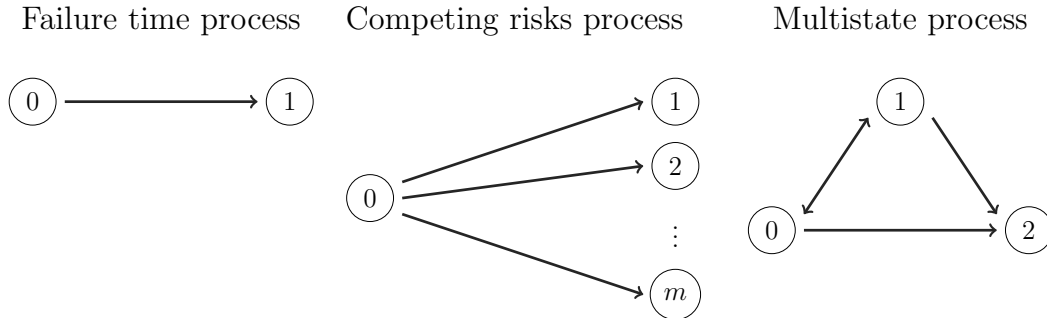 Failure time process
0
1
Competing risks process
0
1
2
⋮
m
Multistate process
1
0
2